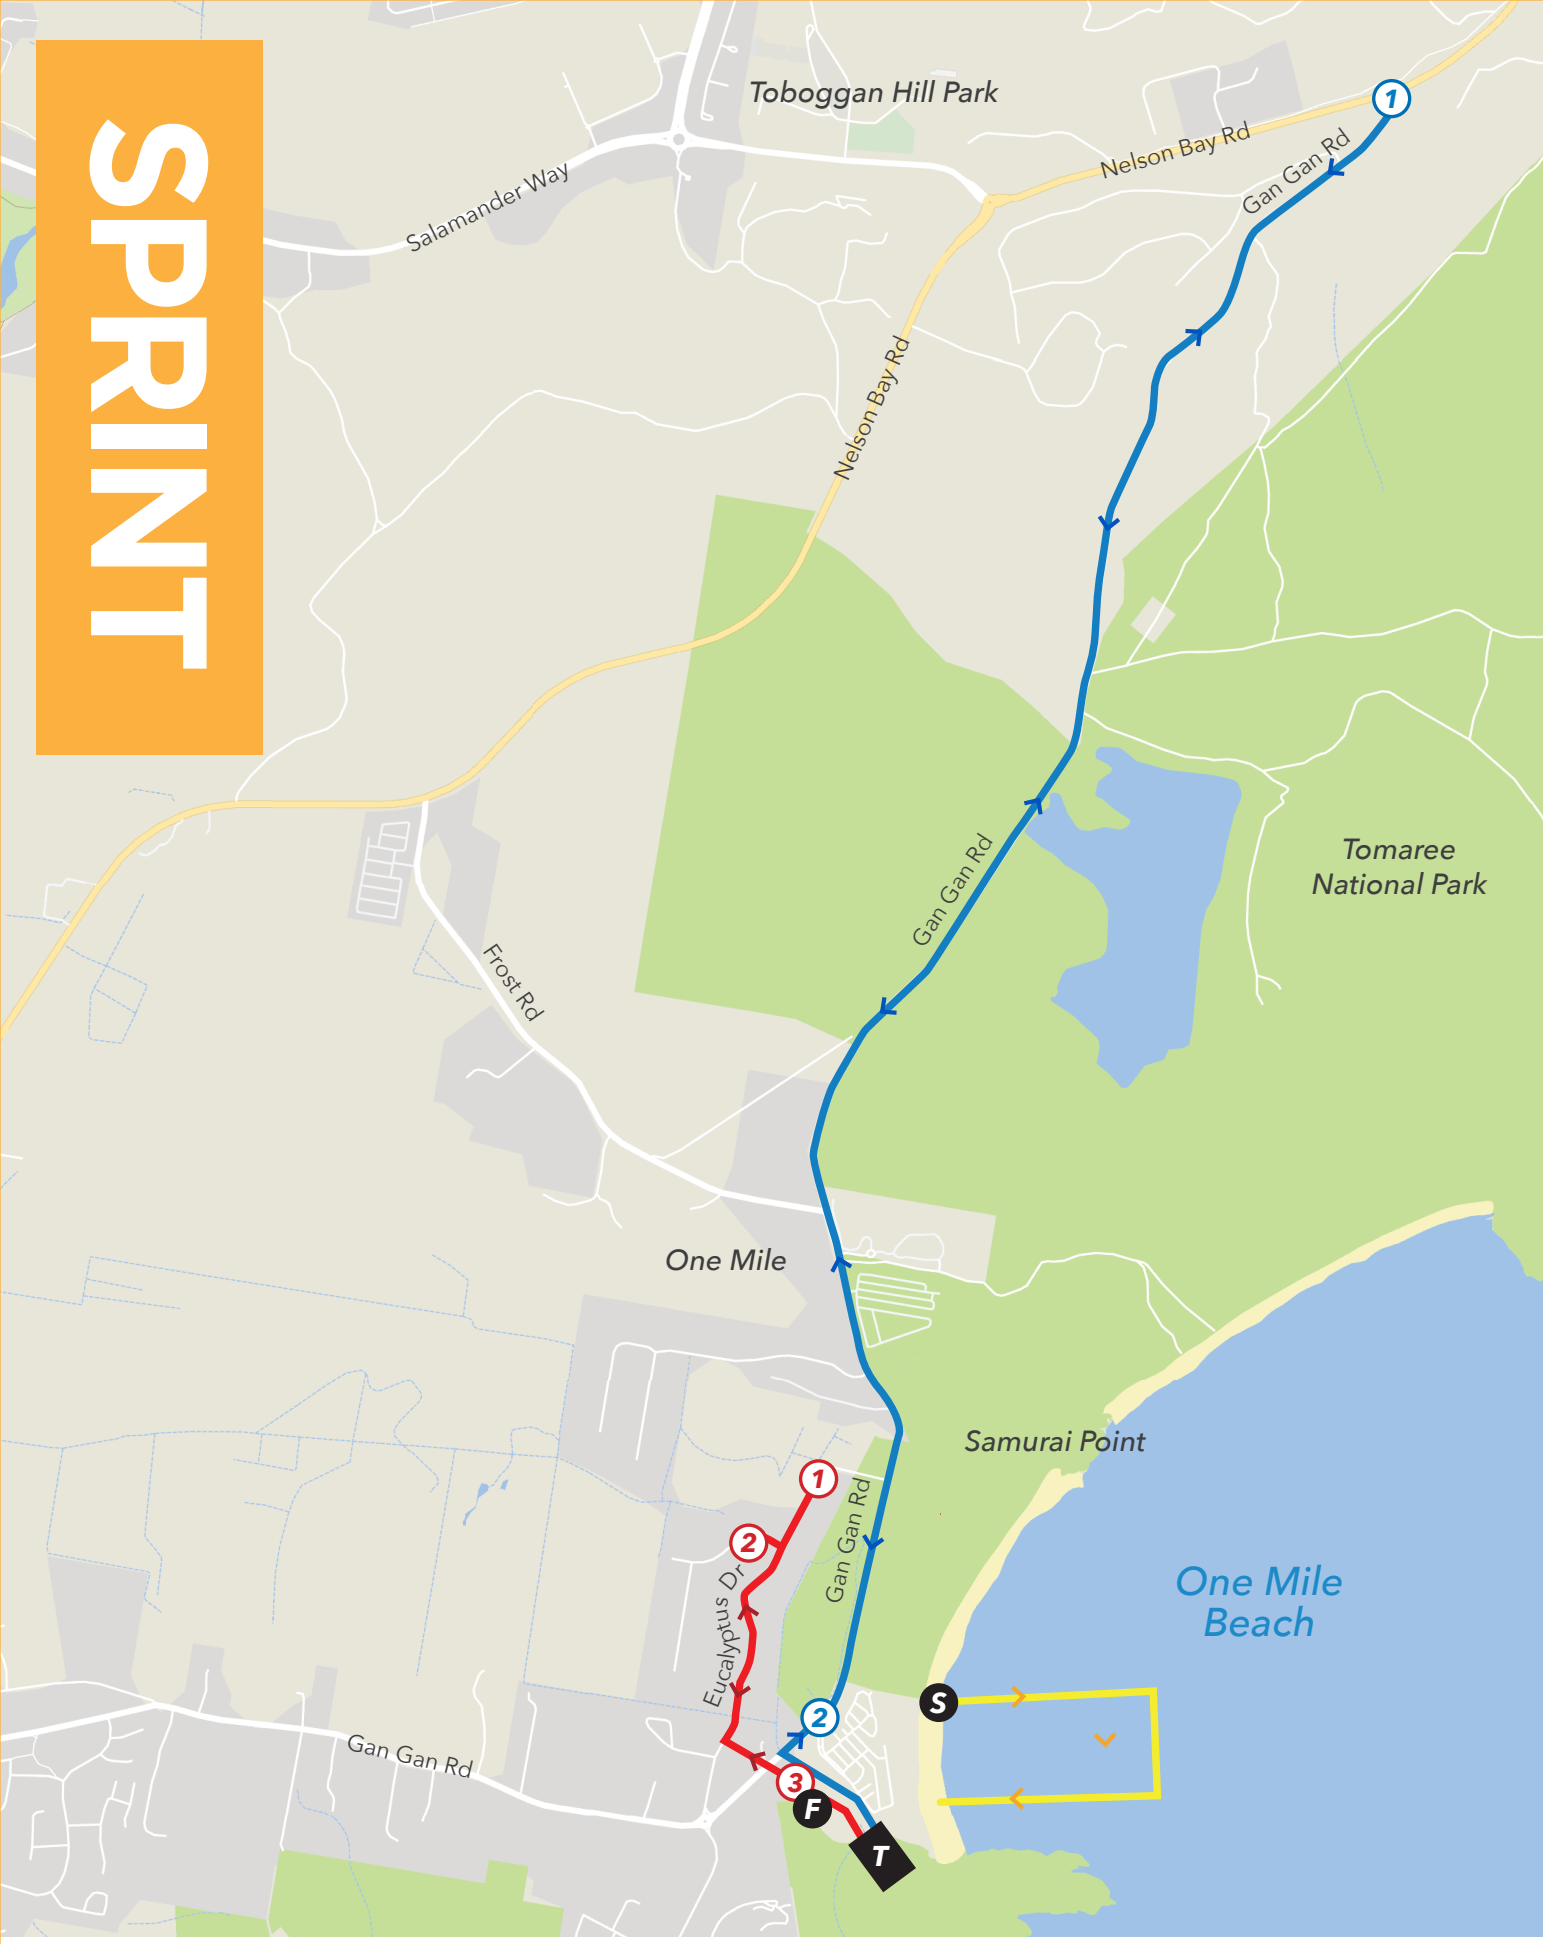 SPRINT
Toboggan Hill Park
1
Nelson Bay Rd
Gan Gan Rd
Salamander Way
Nelson Bay Rd
Gan Gan Rd
Tomaree
National Park
Frost Rd
One Mile
Samurai Point
1
2
Gan Gan Rd
Eucalyptus Dr
One Mile
Beach
S
2
Gan Gan Rd
3
F
T